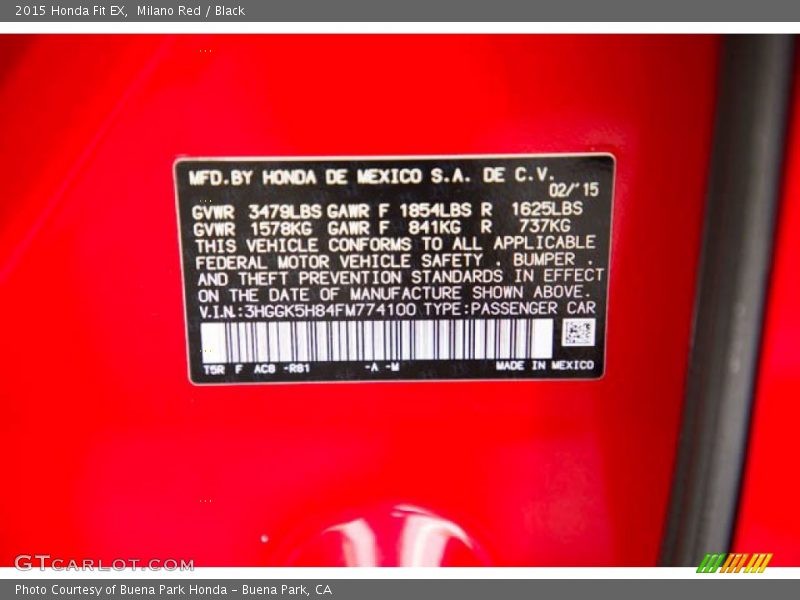 2015 Honda Fit EX, Milano Red / Black
MFD.BY HONDA DE MEXICO S.A. DE C.V.
02/'15
GVWR 3479LBS GAWR F 1854LBS R 1625LBS
GVWR 1578KG GAWR F 841KG R 737KG
THIS VEHICLE CONFORMS TO ALL APPLICABLE
FEDERAL MOTOR VEHICLE SAFETY , BUMPER ,
AND THEFT PREVENTION STANDARDS IN EFFECT
ON THE DATE OF MANUFACTURE SHOWN ABOVE.
V.I.N.:3HGGK5H84FM774100 TYPE:PASSENGER CAR
T5R F AC8 -R81 -A -M MADE IN MEXICO
GTCARLOT.COM
Photo Courtesy of Buena Park Honda - Buena Park, CA